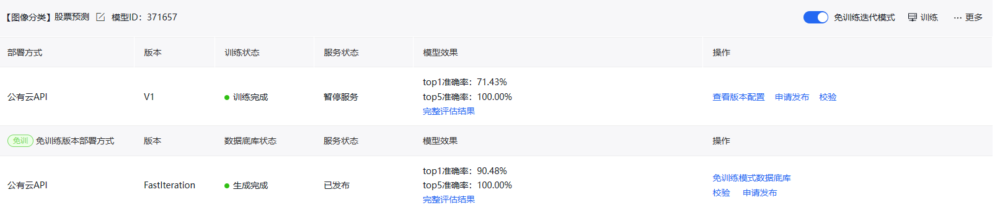 【图像分类】股票预测 模型ID：371657 免训练迭代模式 训练 ··· 更多
部署方式 版本 训练状态 服务状态 模型效果 操作
公有云API V1 训练完成 暂停服务 top1准确率：71.43% top5准确率：100.00% 完整评估结果 查看版本配置 申请发布 校验
免训 免训练版本部署方式 版本 数据底库状态 服务状态 模型效果 操作
公有云API FastIteration 生成完成 已发布 top1准确率：90.48% top5准确率：100.00% 完整评估结果 免训练模式数据底库 校验 申请发布